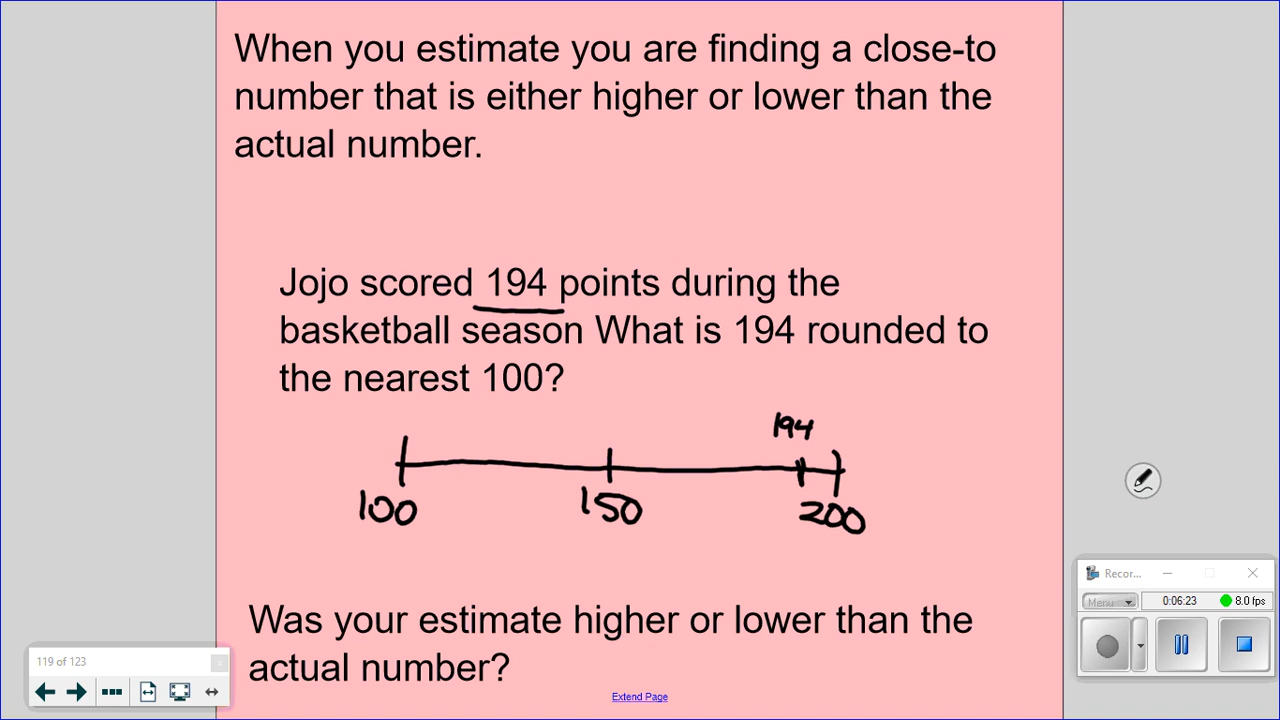 When you estimate you are finding a close-to
number that is either higher or lower than the
actual number.
Jojo scored 194 points during the
basketball season What is 194 rounded to
the nearest 100?
194
100
150
200
Was your estimate higher or lower than the
actual number?
Extend Page
119 of 123
Recor...
Menu
0:06:23
8.0 fps